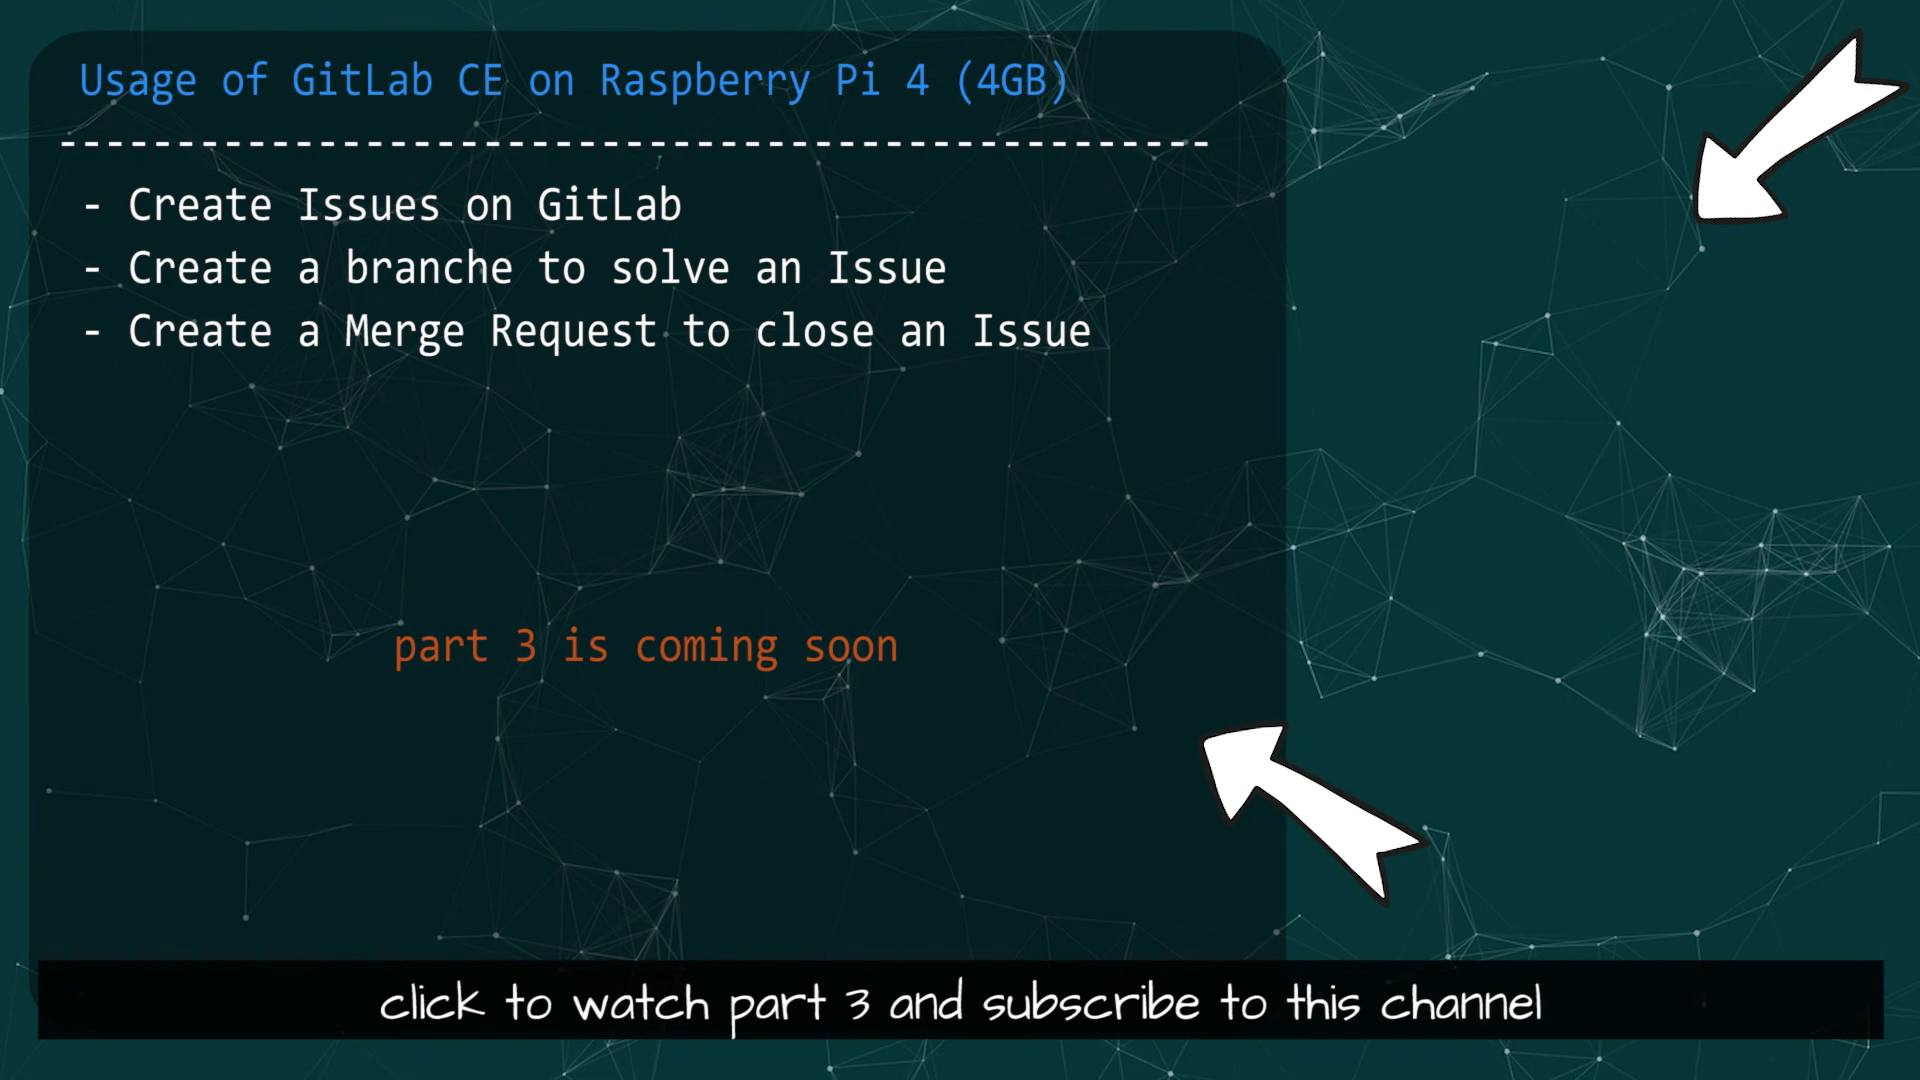 Usage of GitLab CE on Raspberry Pi 4 (4GB)
------------------------------------------------
- Create Issues on GitLab
- Create a branche to solve an Issue
- Create a Merge Request to close an Issue
part 3 is coming soon
click to watch part 3 and subscribe to this channel